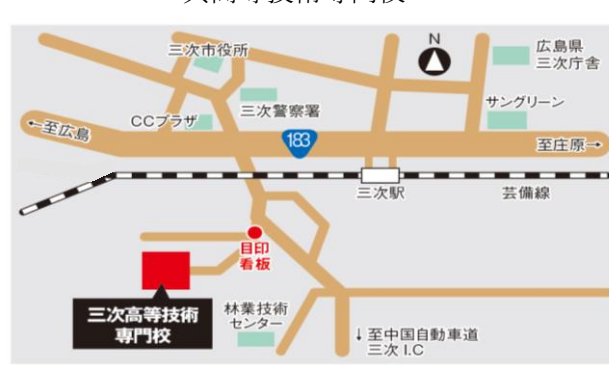 三次市役所
N
広島県
三次庁舎
CCプラザ
三次警察署
サングリーン
←至広島
183
至庄原→
三次駅
芸備線
目印
看板
三次高等技術
専門校
林業技術
センター
↓至中国自動車道
三次 I.C